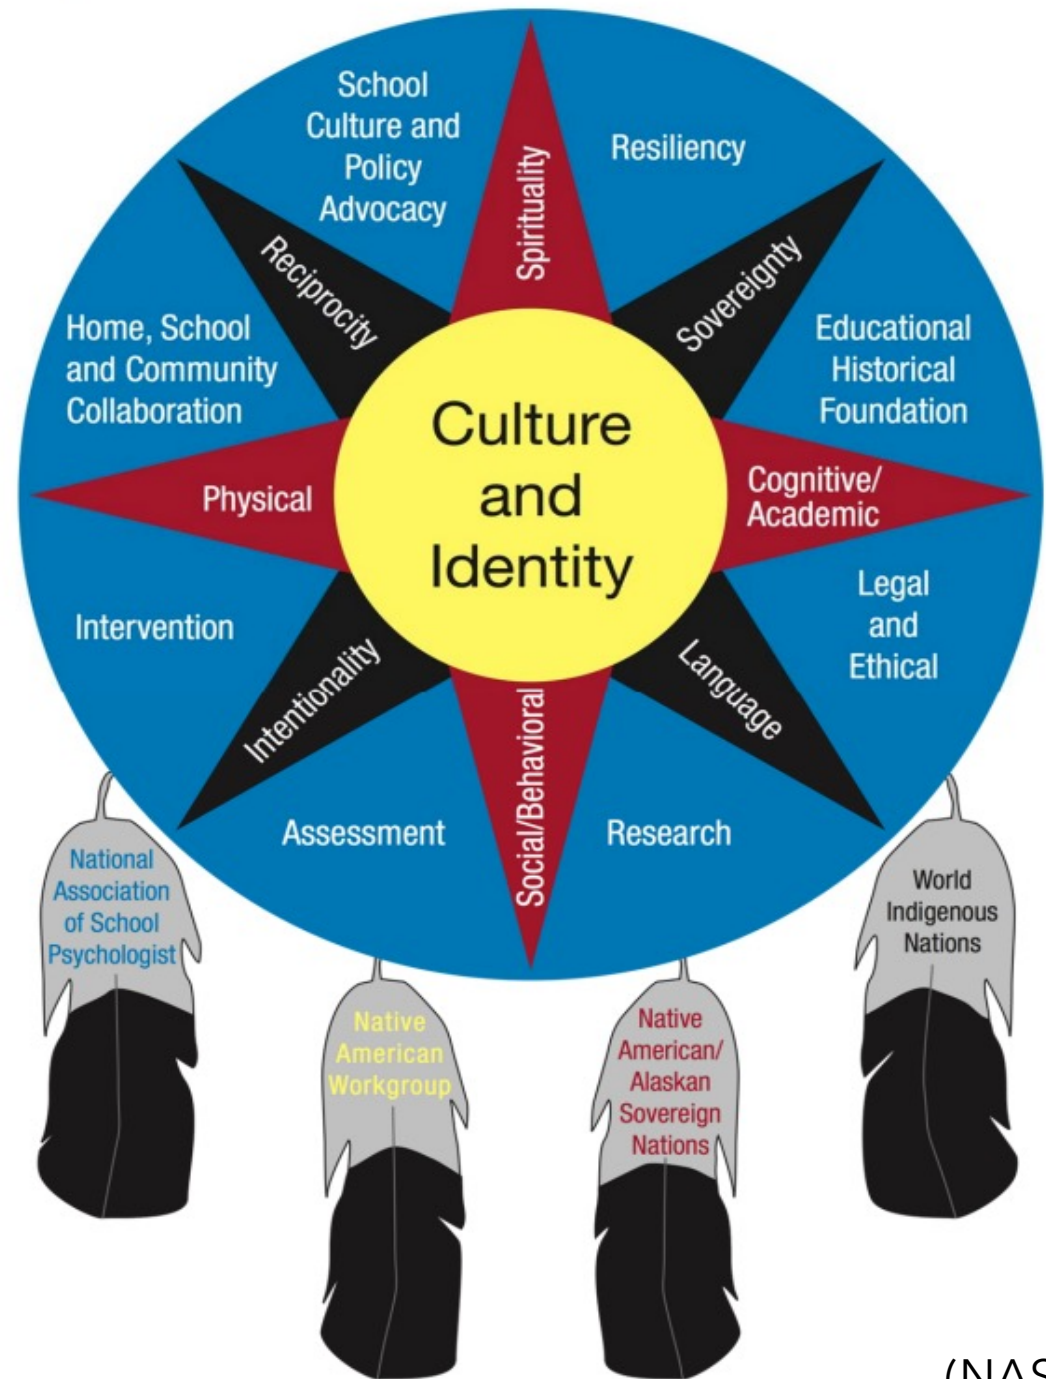 School
Culture and
Policy
Advocacy
Spirituality
Resiliency
Reciprocity
Sovereignty
Home, School
and Community
Collaboration
Educational
Historical
Foundation
Culture
and
Identity
Physical
Cognitive/
Academic
Intervention
Legal
and
Ethical
Intentionality
Language
Social/Behavioral
Assessment
Research
National
Association
of School
Psychologist
Native
American
Workgroup
Native
American/
Alaskan
Sovereign
Nations
World
Indigenous
Nations
(NAS